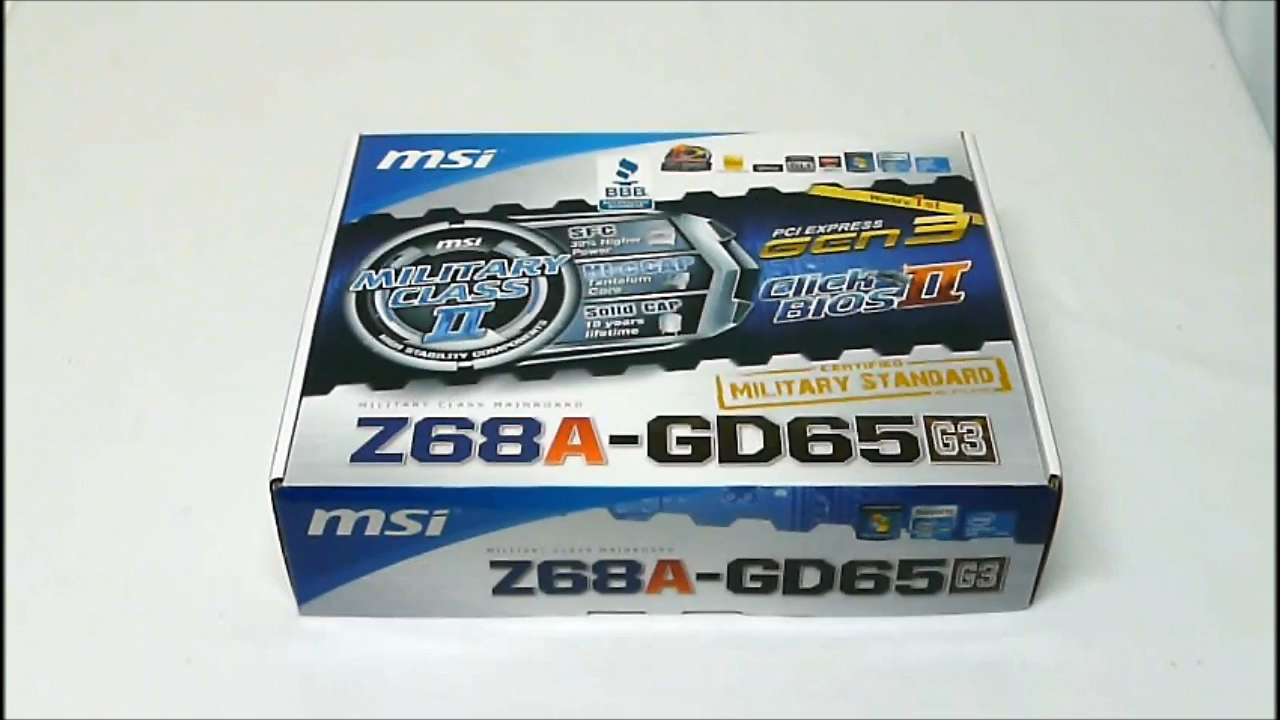 msi
BBB
World's 1st
PCI EXPRESS
Gen 3
msi
MILITARY
CLASS
II
HIGH STABILITY COMPONENTS
SFC
30% Higher
Power
Hi-c CAP
Tantalum
Core
Solid CAP
10 years
lifetime
Click
BIOS II
CERTIFIED
MILITARY STANDARD
MILITARY CLASS MAINBOARD
Z68A-GD65 G3
msi
MILITARY CLASS MAINBOARD
Z68A-GD65 G3